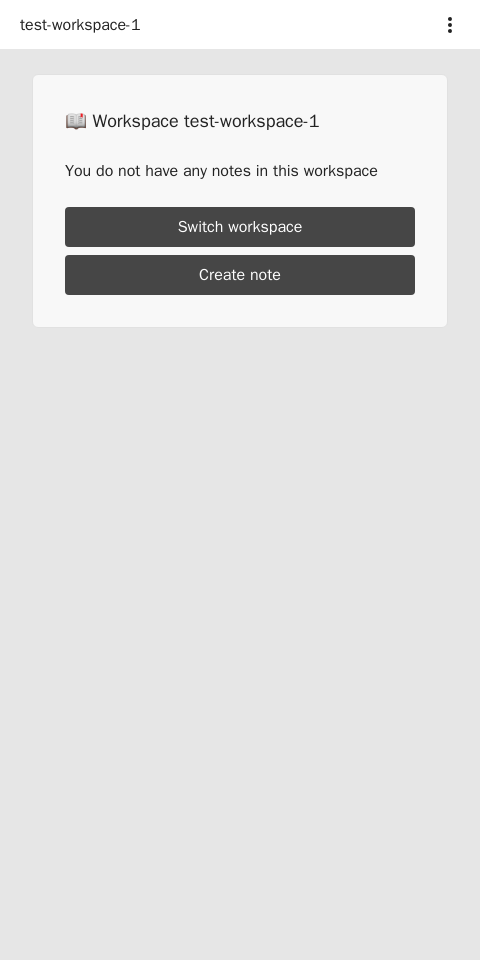 test-workspace-1
📖 Workspace test-workspace-1
You do not have any notes in this workspace
Switch workspace
Create note